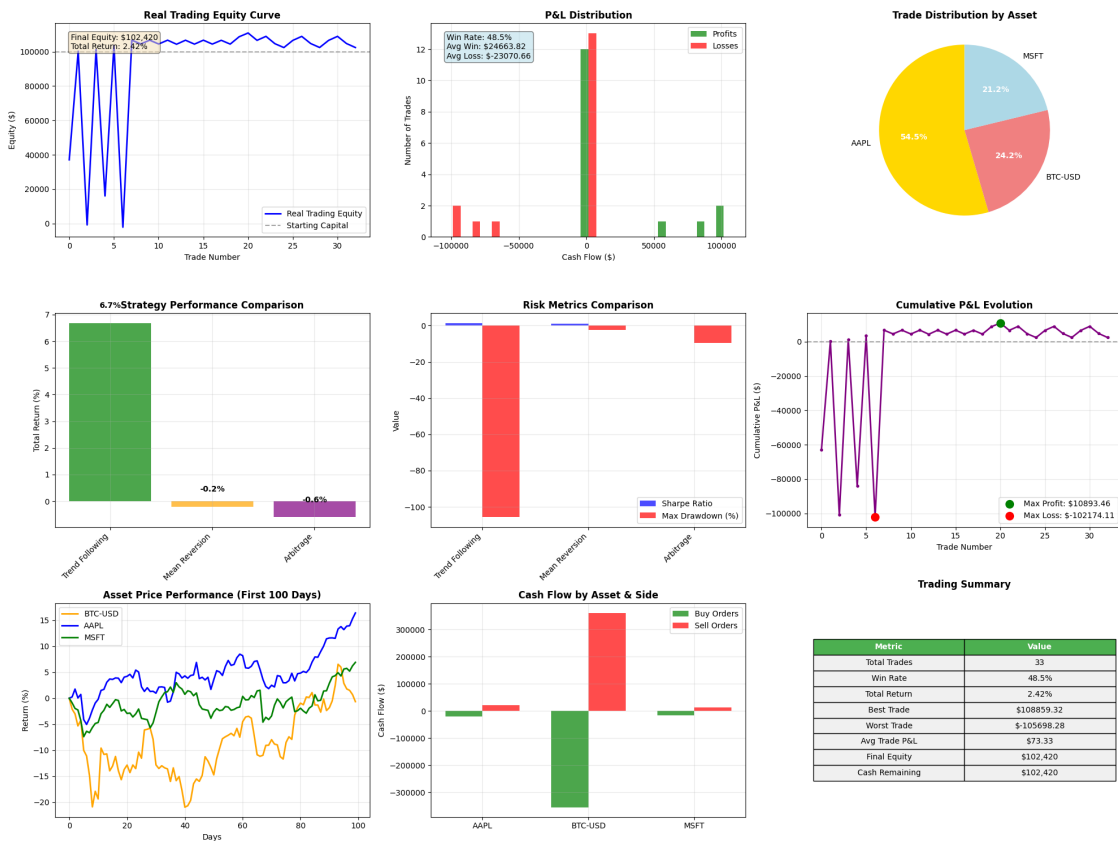 Real Trading Equity Curve
Final Equity: $102,420
Total Return: 2.42%
100000
80000
60000
40000
20000
0
Equity ($)
Real Trading Equity
Starting Capital
0 5 10 15 20 25 30
Trade Number
P&L Distribution
Win Rate: 48.5%
Avg Win: $24663.82
Avg Loss: $-23070.66
Profits
Losses
12
10
8
6
4
2
0
Number of Trades
−100000 −50000 0 50000 100000
Cash Flow ($)
Trade Distribution by Asset
MSFT
21.2%
AAPL
54.5%
24.2%
BTC-USD
6.7%
Strategy Performance Comparison
7
6
5
4
3
2
1
0
Total Return (%)
-0.2%
-0.6%
Trend Following
Mean Reversion
Arbitrage
Risk Metrics Comparison
0
−20
−40
−60
−80
−100
Value
Sharpe Ratio
Max Drawdown (%)
Trend Following
Mean Reversion
Arbitrage
Cumulative P&L Evolution
0
−20000
−40000
−60000
−80000
−100000
Cumulative P&L ($)
Max Profit: $10893.46
Max Loss: $-102174.11
0 5 10 15 20 25 30
Trade Number
Asset Price Performance (First 100 Days)
BTC-USD
AAPL
MSFT
15
10
5
0
−5
−10
−15
−20
Return (%)
0 20 40 60 80 100
Days
Cash Flow by Asset & Side
Buy Orders
Sell Orders
300000
200000
100000
0
−100000
−200000
−300000
Cash Flow ($)
AAPL BTC-USD MSFT
Trading Summary
Metric Value
Total Trades 33
Win Rate 48.5%
Total Return 2.42%
Best Trade $108859.32
Worst Trade $-105698.28
Avg Trade P&L $73.33
Final Equity $102,420
Cash Remaining $102,420